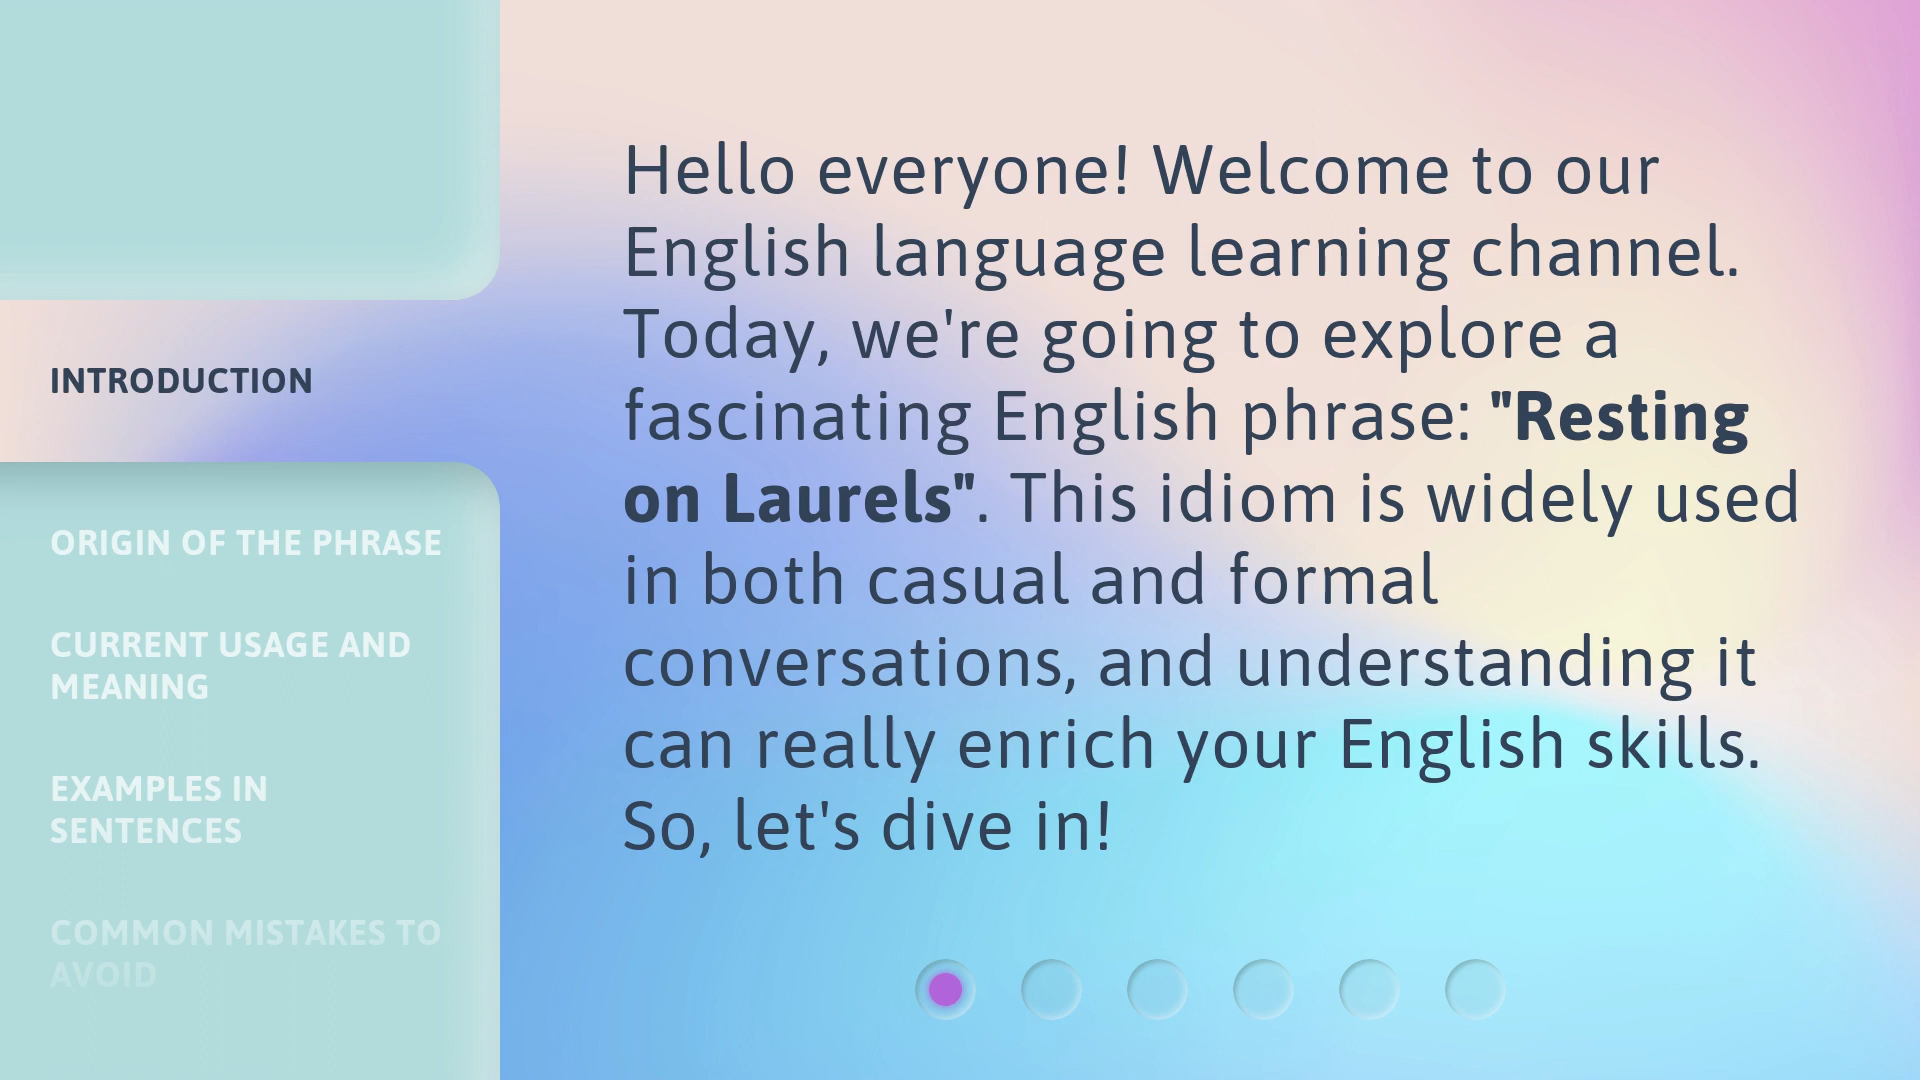 INTRODUCTION
ORIGIN OF THE PHRASE
CURRENT USAGE AND
MEANING
EXAMPLES IN
SENTENCES
COMMON MISTAKES TO
AVOID
Hello everyone! Welcome to our
English language learning channel.
Today, we're going to explore a
fascinating English phrase: "Resting
on Laurels". This idiom is widely used
in both casual and formal
conversations, and understanding it
can really enrich your English skills.
So, let's dive in!